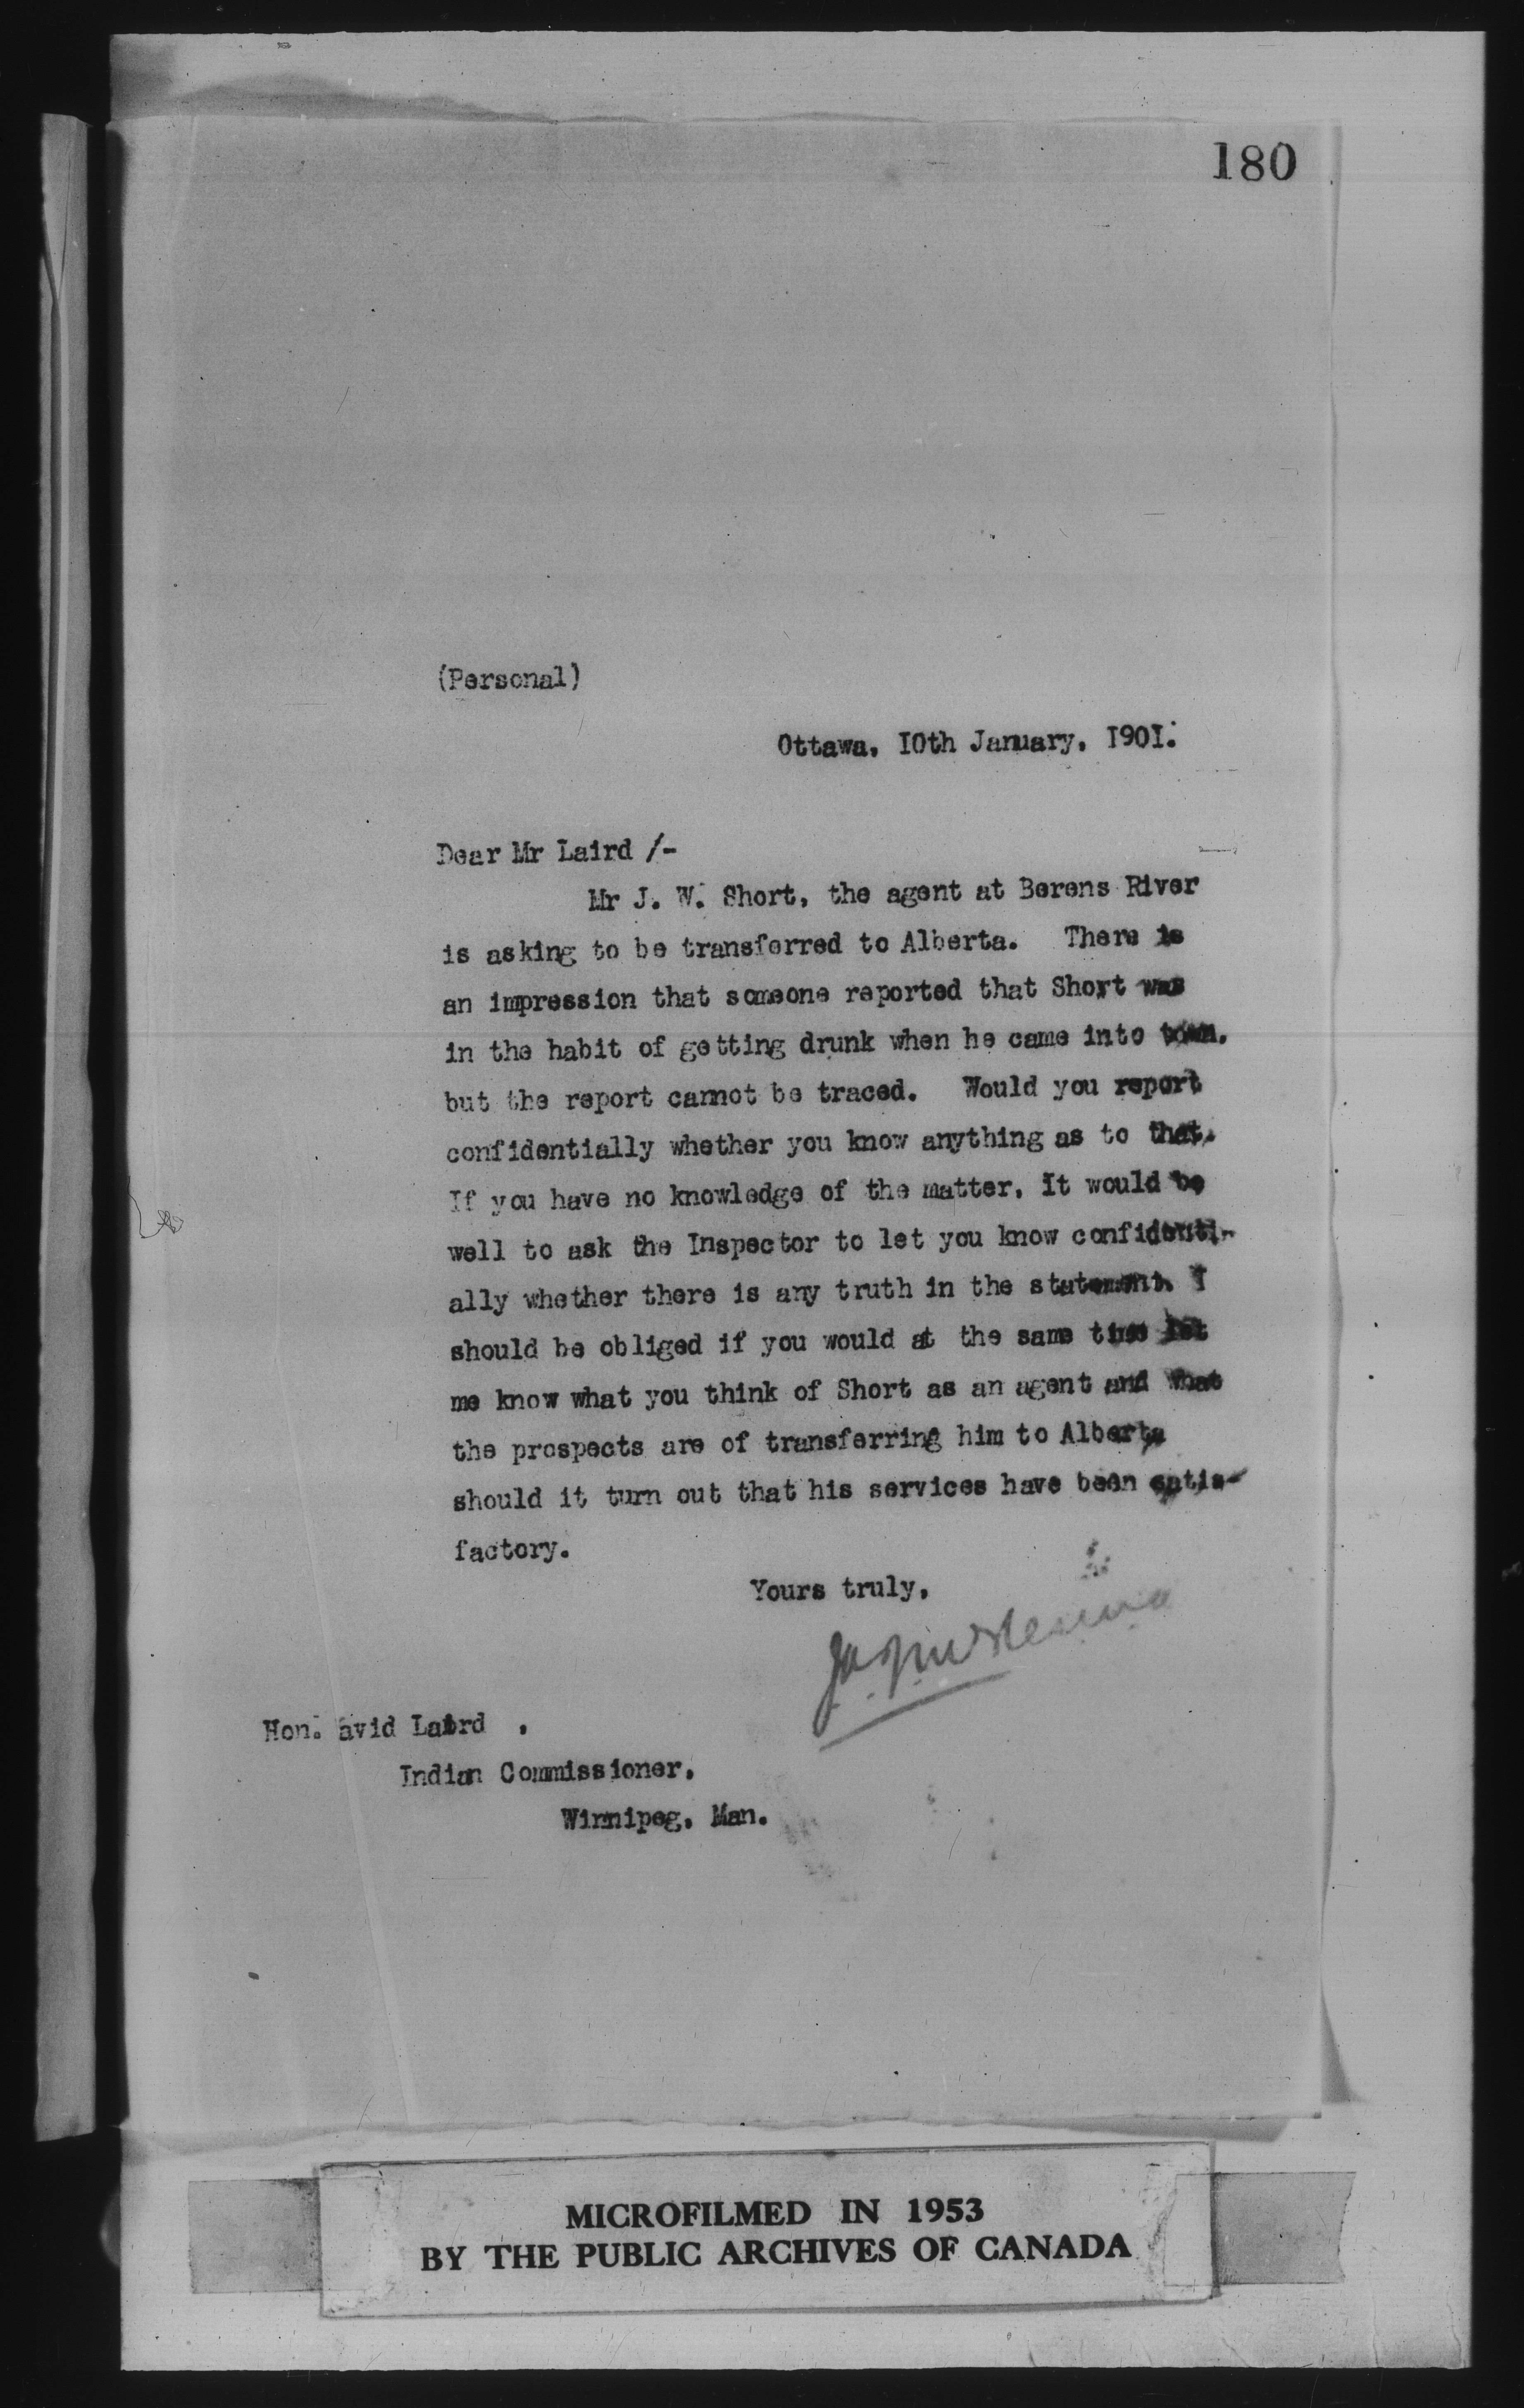 180
(Personal)
Ottawa, 10th January, 1901.
Dear Mr Laird /-
Mr J. W. Short, the agent at Berens River
is asking to be transferred to Alberta. There is
an impression that someone reported that Short was
in the habit of getting drunk when he came into town,
but the report cannot be traced. Would you report
confidentially whether you know anything as to that.
If you have no knowledge of the matter, it would be
well to ask the Inspector to let you know confidenti-
ally whether there is any truth in the statement. I
should be obliged if you would at the same time let
me know what you think of Short as an agent and what
the prospects are of transferring him to Alberta
should it turn out that his services have been satis-
factory.
Yours truly,
Hon. avid Laird ,
Indian Commissioner,
Winnipeg, Man.
MICROFILMED IN 1953
BY THE PUBLIC ARCHIVES OF CANADA